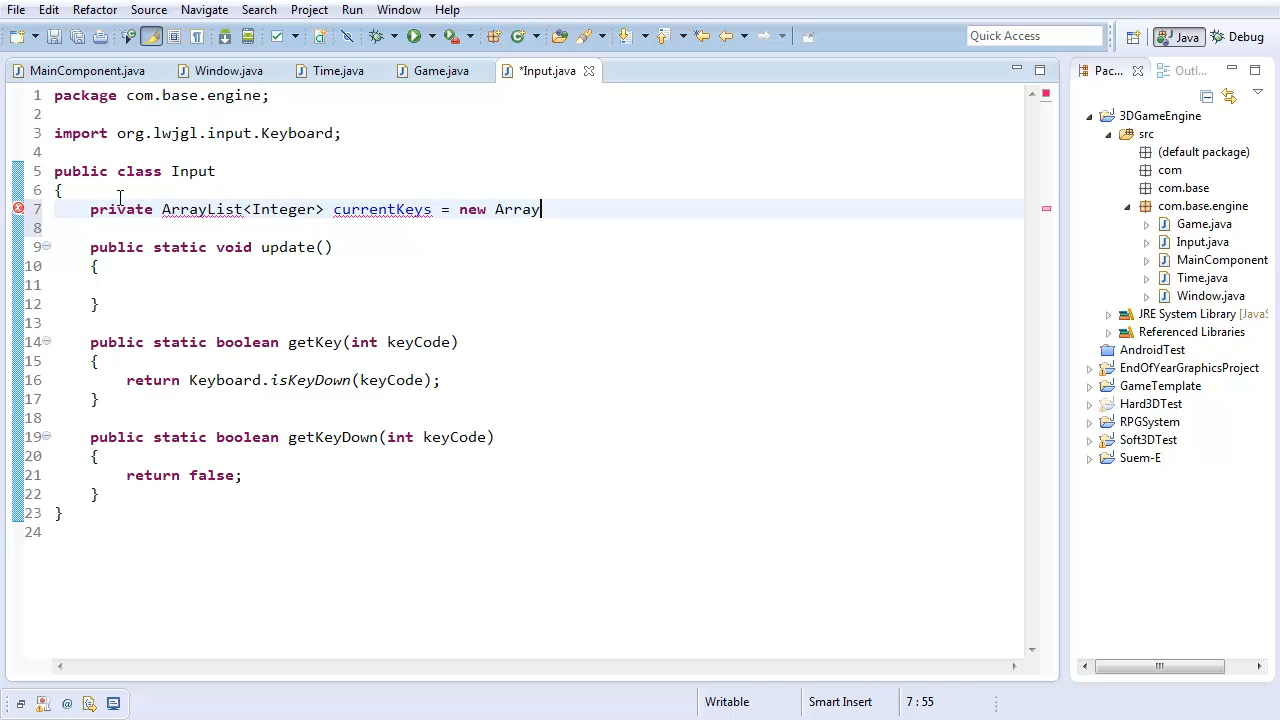 File Edit Refactor Source Navigate Search Project Run Window Help
Quick Access Java Debug
MainComponent.java Window.java Time.java Game.java *Input.java Pac... Outl...
1 package com.base.engine;
2
3 import org.lwjgl.input.Keyboard;
4
5 public class Input
6 {
7 private ArrayList<Integer> currentKeys = new Array
8
9 public static void update()
10 {
11
12 }
13
14 public static boolean getKey(int keyCode)
15 {
16 return Keyboard.isKeyDown(keyCode);
17 }
18
19 public static boolean getKeyDown(int keyCode)
20 {
21 return false;
22 }
23 }
24
3DGameEngine
src
(default package)
com
com.base
com.base.engine
Game.java
Input.java
MainComponent
Time.java
Window.java
JRE System Library [JavaS
Referenced Libraries
AndroidTest
EndOfYearGraphicsProject
GameTemplate
Hard3DTest
RPGSystem
Soft3DTest
Suem-E
Writable Smart Insert 7 : 55